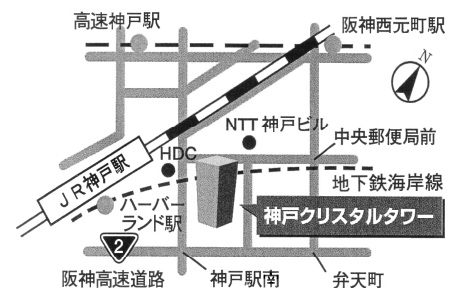 高速神戸駅
阪神西元町駅
N
NTT神戸ビル
中央郵便局前
HDC
JR神戸駅
地下鉄海岸線
ハーバー
ランド駅
神戸クリスタルタワー
2
阪神高速道路
神戸駅南
弁天町